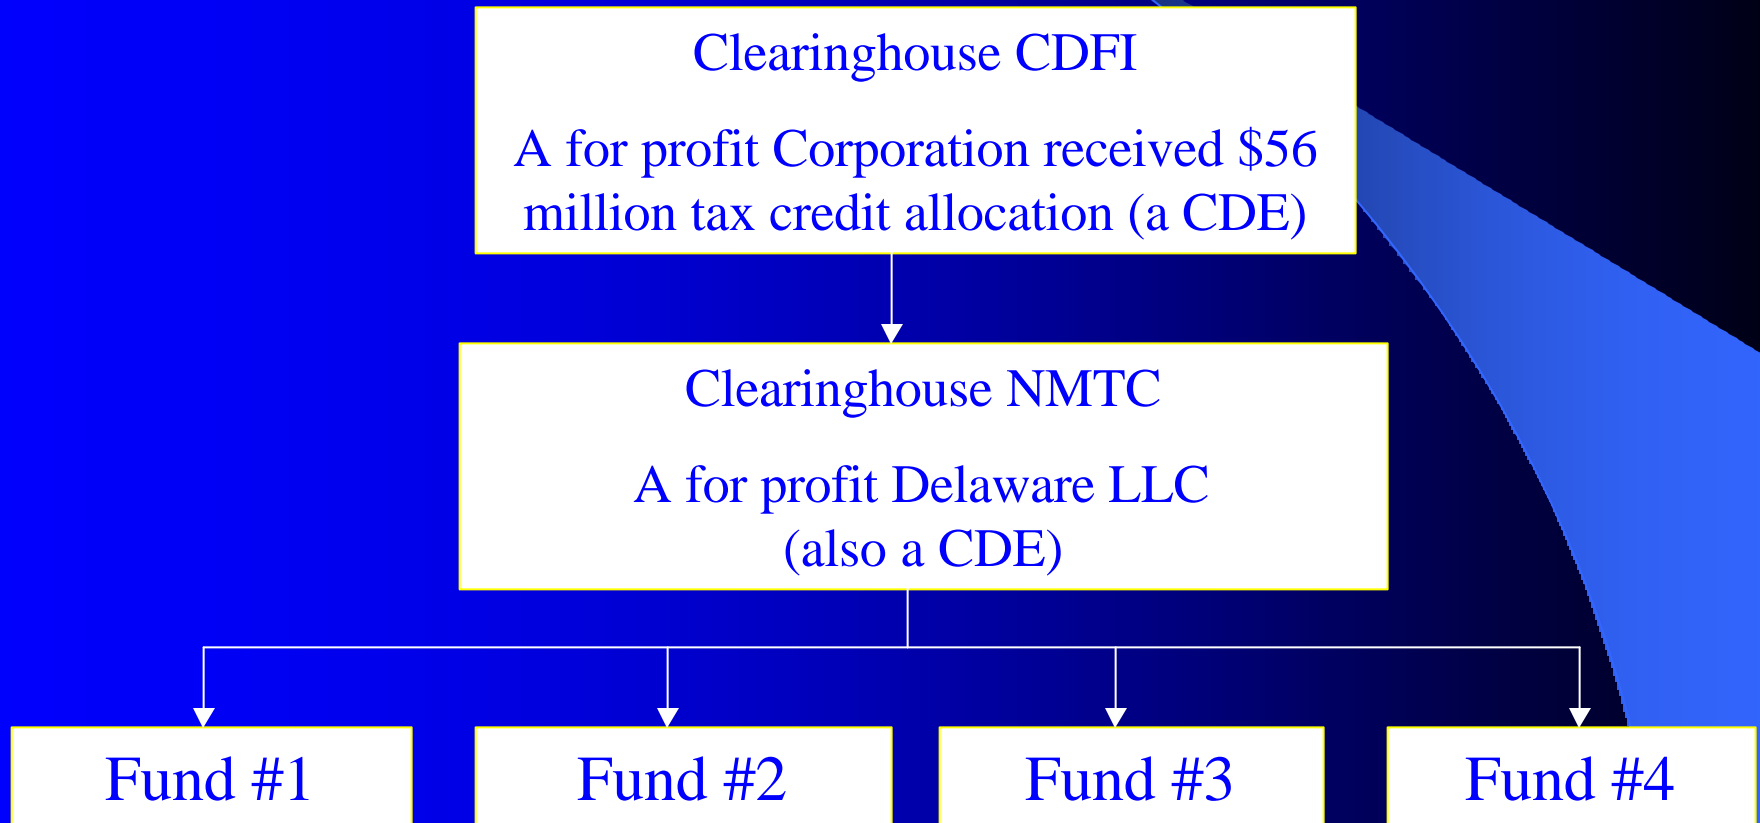 Clearinghouse CDFI
A for profit Corporation received $56
million tax credit allocation (a CDE)
Clearinghouse NMTC
A for profit Delaware LLC
(also a CDE)
Fund #1
Fund #2
Fund #3
Fund #4